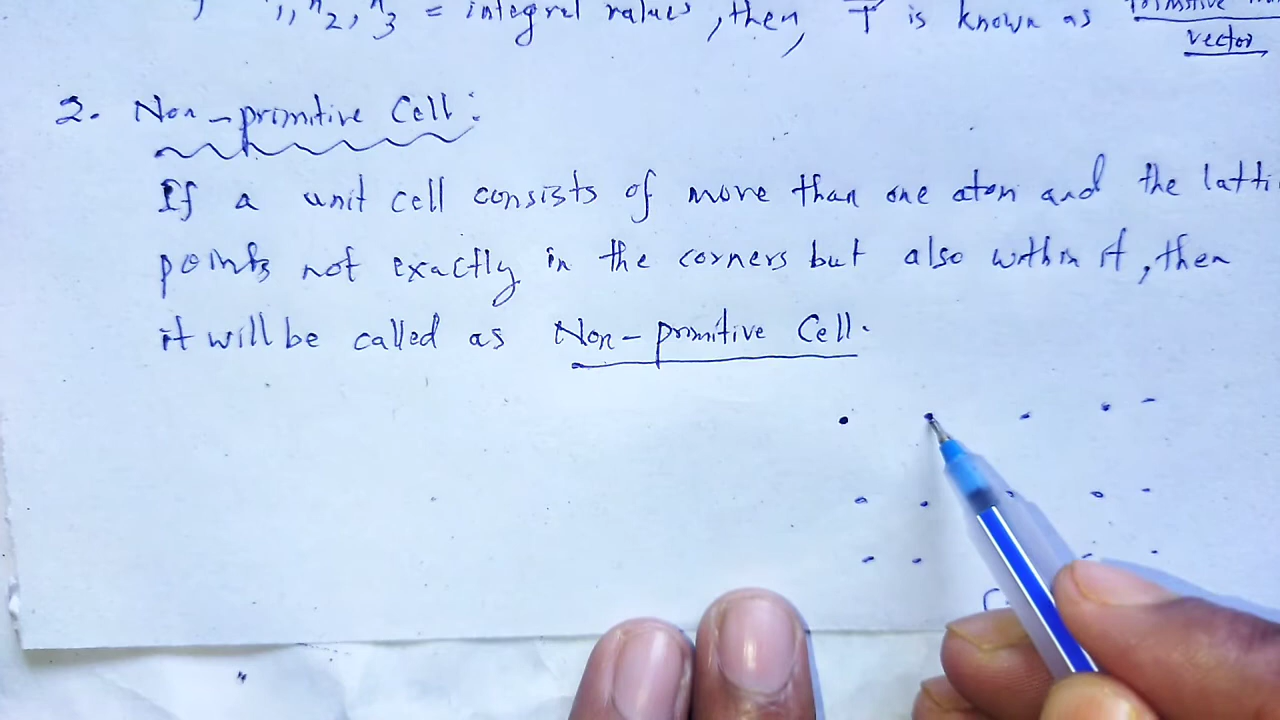 n1, n2, n3 = integral values, then, T is known as
vector
2. Non-primitive Cell:
If a unit cell consists of more than one atom and the
points not exactly in the corners but also within it, then
it will be called as Non-primitive Cell.